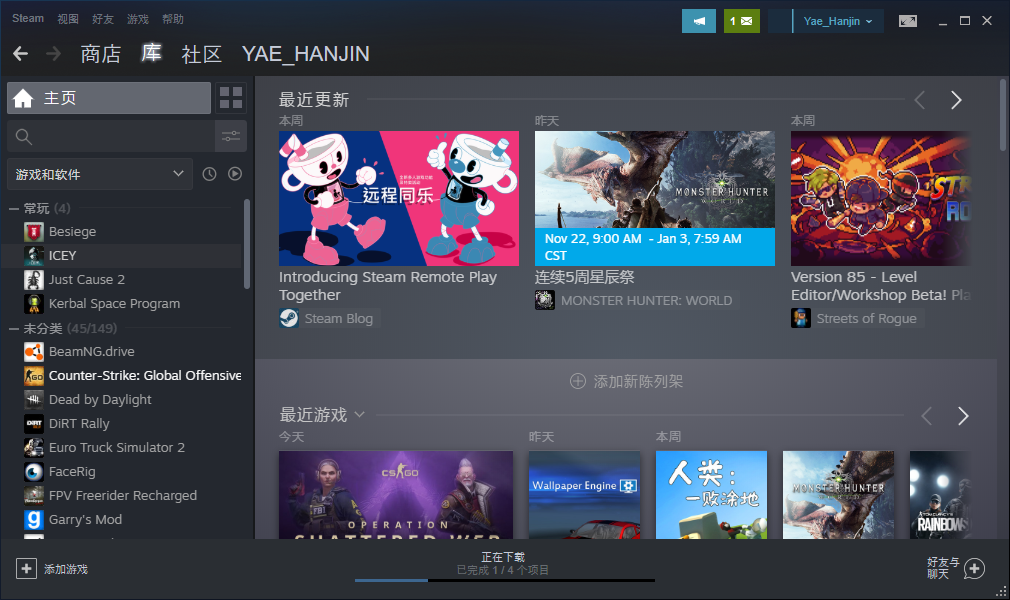 Steam 视图 好友 游戏 帮助
1
Yae_Hanjin
商店 库 社区 YAE_HANJIN
主页
游戏和软件
常玩 (4)
Besiege
ICEY
Just Cause 2
Kerbal Space Program
未分类 (45/149)
BeamNG.drive
Counter-Strike: Global Offensive
Dead by Daylight
DiRT Rally
Euro Truck Simulator 2
FaceRig
FPV Freerider Recharged
Garry's Mod
最近更新
本周
远程同乐
Introducing Steam Remote Play
Together
Steam Blog
昨天
MONSTER HUNTER
WORLD
Nov 22, 9:00 AM - Jan 3, 7:59 AM
CST
连续5周星辰祭
MONSTER HUNTER: WORLD
本周
Version 85 - Level
Editor/Workshop Beta! Pla
Streets of Rogue
添加新陈列架
最近游戏
今天
CS GO
FBI
OPERATION
SHATTERED WEB
昨天
Wallpaper Engine
本周
人类:
一败涂地
MONSTER HUNTER
WORLD
TOM CLANCY'S
RAINBOW
添加游戏
正在下载
已完成 1 / 4 个项目
好友与
聊天